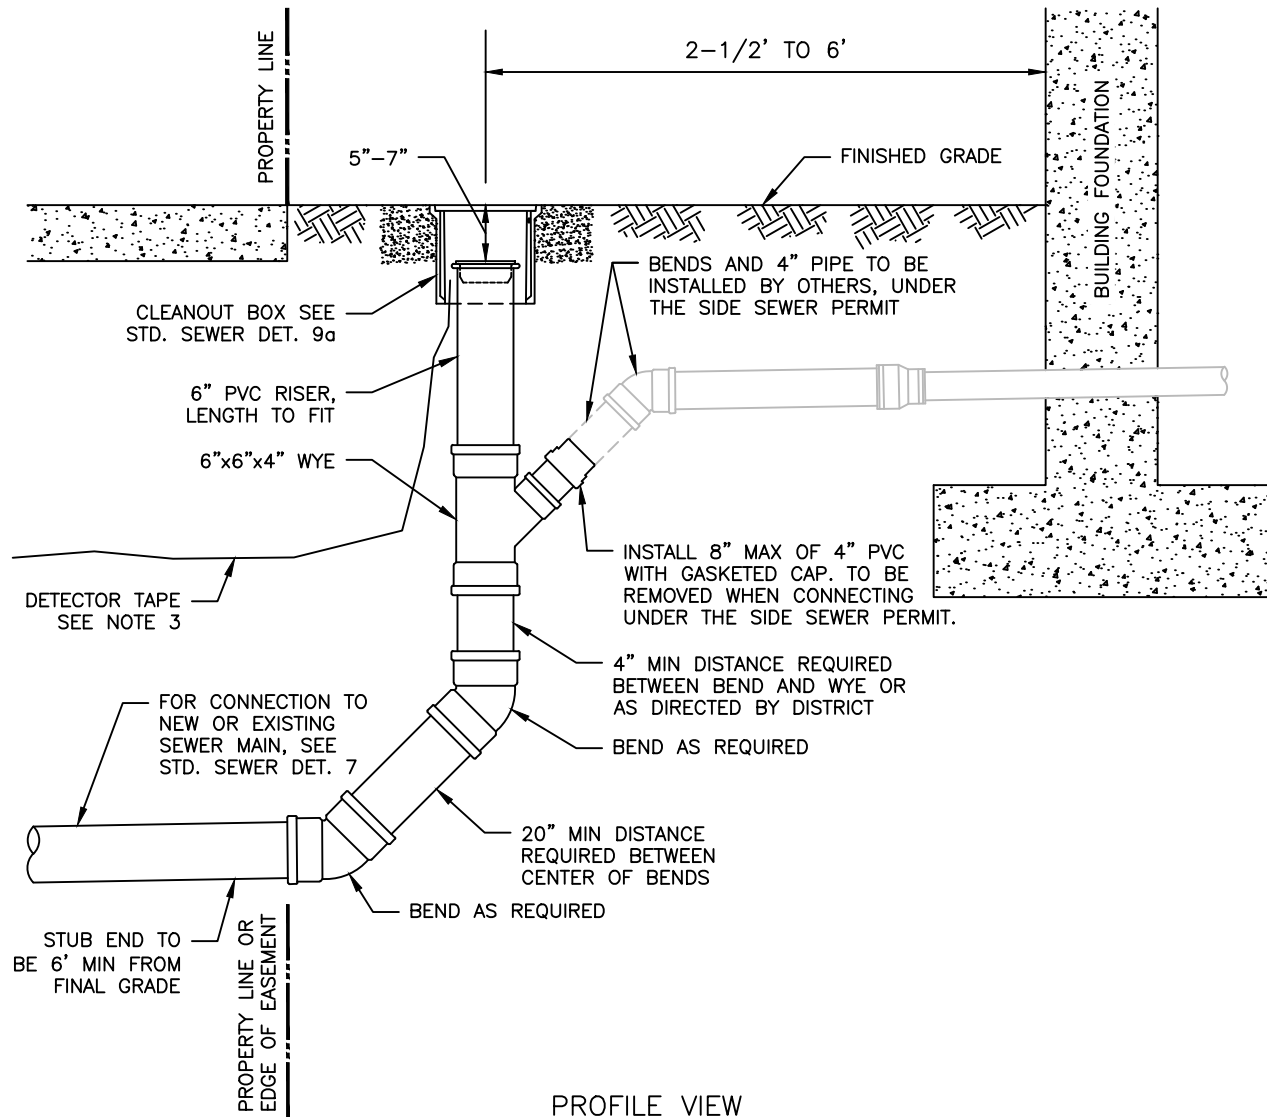 PROPERTY LINE
2-1/2' TO 6'
5"-7"
FINISHED GRADE
BUILDING FOUNDATION
BENDS AND 4" PIPE TO BE
INSTALLED BY OTHERS, UNDER
THE SIDE SEWER PERMIT
CLEANOUT BOX SEE
STD. SEWER DET. 9a
6" PVC RISER,
LENGTH TO FIT
6"x6"x4" WYE
INSTALL 8" MAX OF 4" PVC
WITH GASKETED CAP. TO BE
REMOVED WHEN CONNECTING
UNDER THE SIDE SEWER PERMIT.
DETECTOR TAPE
SEE NOTE 3
4" MIN DISTANCE REQUIRED
BETWEEN BEND AND WYE OR
AS DIRECTED BY DISTRICT
FOR CONNECTION TO
NEW OR EXISTING
SEWER MAIN, SEE
STD. SEWER DET. 7
BEND AS REQUIRED
20" MIN DISTANCE
REQUIRED BETWEEN
CENTER OF BENDS
BEND AS REQUIRED
STUB END TO
BE 6' MIN FROM
FINAL GRADE
PROPERTY LINE OR
EDGE OF EASEMENT
PROFILE VIEW